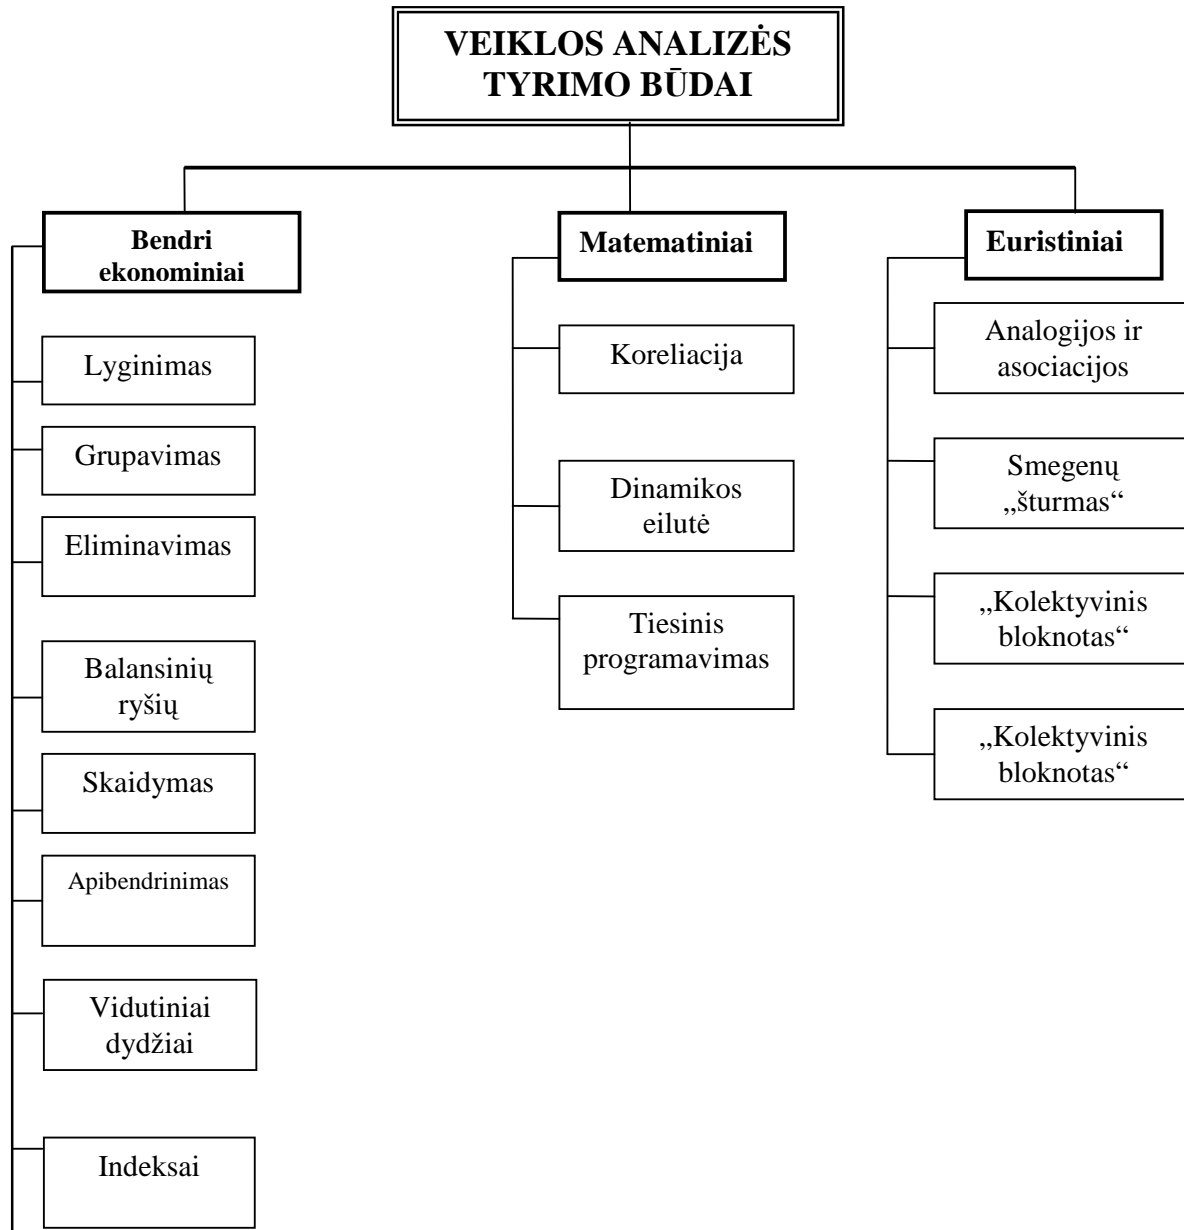 VEIKLOS ANALIZĖS
TYRIMO BŪDAI
Bendri
ekonominiai
Lyginimas
Grupavimas
Eliminavimas
Balansinių
ryšių
Skaidymas
Apibendrinimas
Vidutiniai
dydžiai
Indeksai
Matematiniai
Koreliacija
Dinamikos
eilutė
Tiesinis
programavimas
Euristiniai
Analogijos ir
asociacijos
Smegenų
„šturmas“
„Kolektyvinis
bloknotas“
„Kolektyvinis
bloknotas“